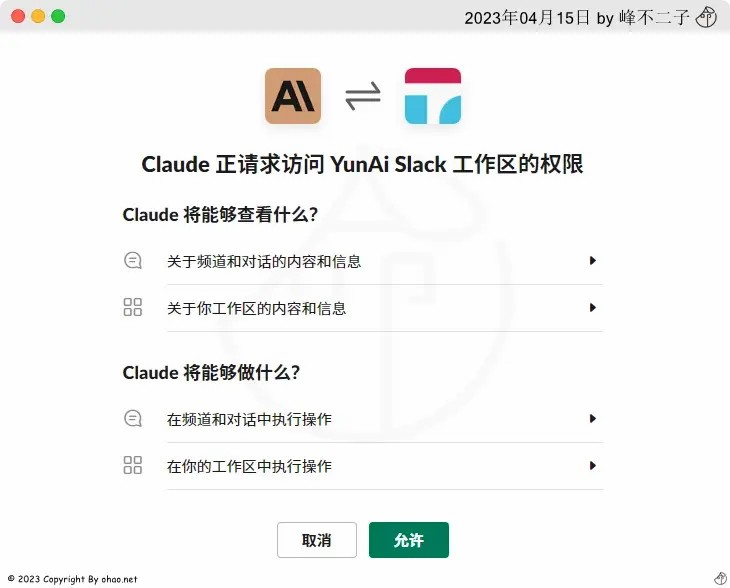 2023年04月15日 by 峰不二子
Claude 正请求访问 YunAi Slack 工作区的权限
Claude 将能够查看什么?
关于频道和对话的内容和信息
关于你工作区的内容和信息
Claude 将能够做什么?
在频道和对话中执行操作
在你的工作区中执行操作
取消
允许
© 2023 Copyright By ohao.net